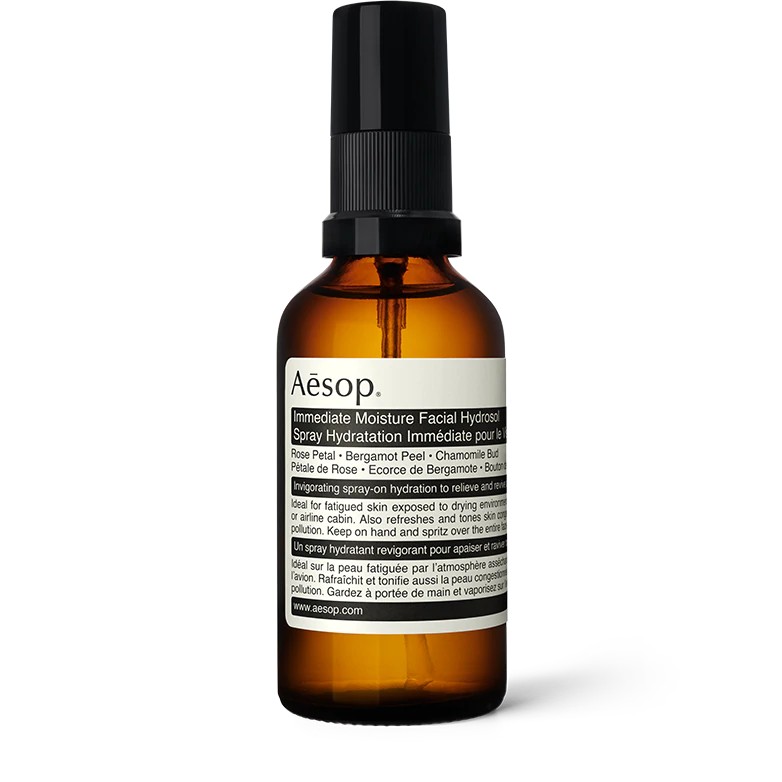 Aēsop®
Immediate Moisture Facial Hydrosol
Spray Hydratation Immédiate pour le
Rose Petal • Bergamot Peel • Chamomile Bud
Pétale de Rose • Ecorce de Bergamote • Bouton
Invigorating spray-on hydration to relieve and
Ideal for fatigued skin exposed to drying
or airline cabin. Also refreshes and tones skin
pollution. Keep on hand and spritz over the entire
Un spray hydratant revigorant pour apaiser et raviver
Idéal sur la peau fatiguée par l'atmosphère
l'avion. Rafraîchit et tonifie aussi la peau
pollution. Gardez à portée de main et vaporisez sur
www.aesop.com